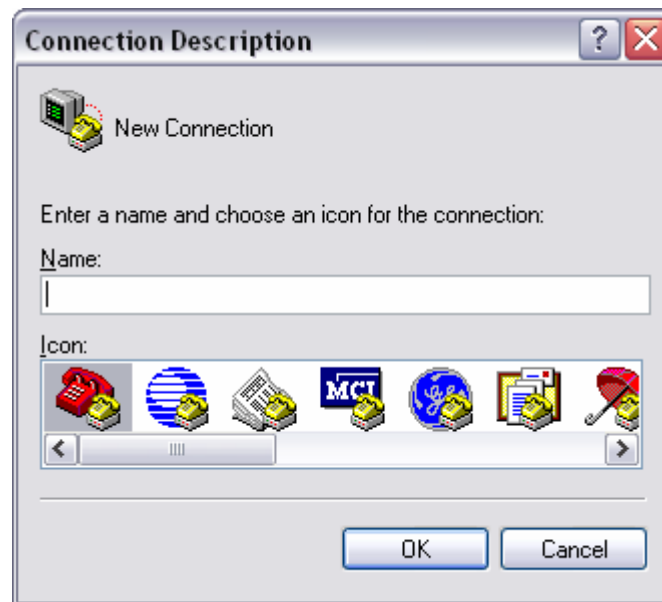 Connection Description
New Connection
Enter a name and choose an icon for the connection:
Name:
Icon:
MCI
OK
Cancel